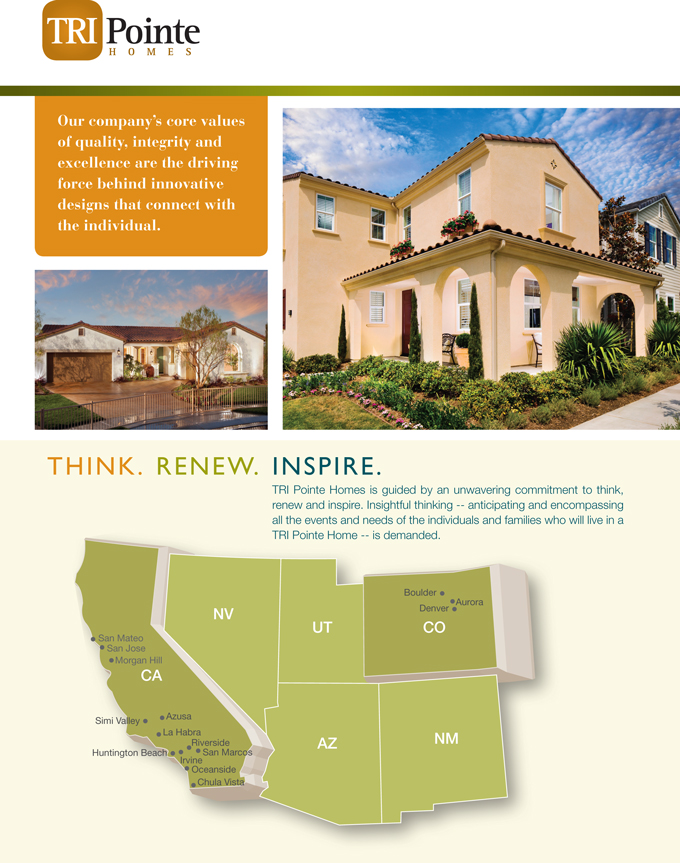 TRI Pointe
HOMES
Our company's core values
of quality, integrity and
excellence are the driving
force behind innovative
designs that connect with
the individual.
THINK. RENEW. INSPIRE.
TRI Pointe Homes is guided by an unwavering commitment to think,
renew and inspire. Insightful thinking -- anticipating and encompassing
all the events and needs of the individuals and families who will live in a
TRI Pointe Home -- is demanded.
NV
UT
Boulder
Aurora
Denver
CO
San Mateo
San Jose
Morgan Hill
CA
Simi Valley
Azusa
La Habra
Riverside
Huntington Beach
San Marcos
Irvine
Oceanside
Chula Vista
AZ
NM